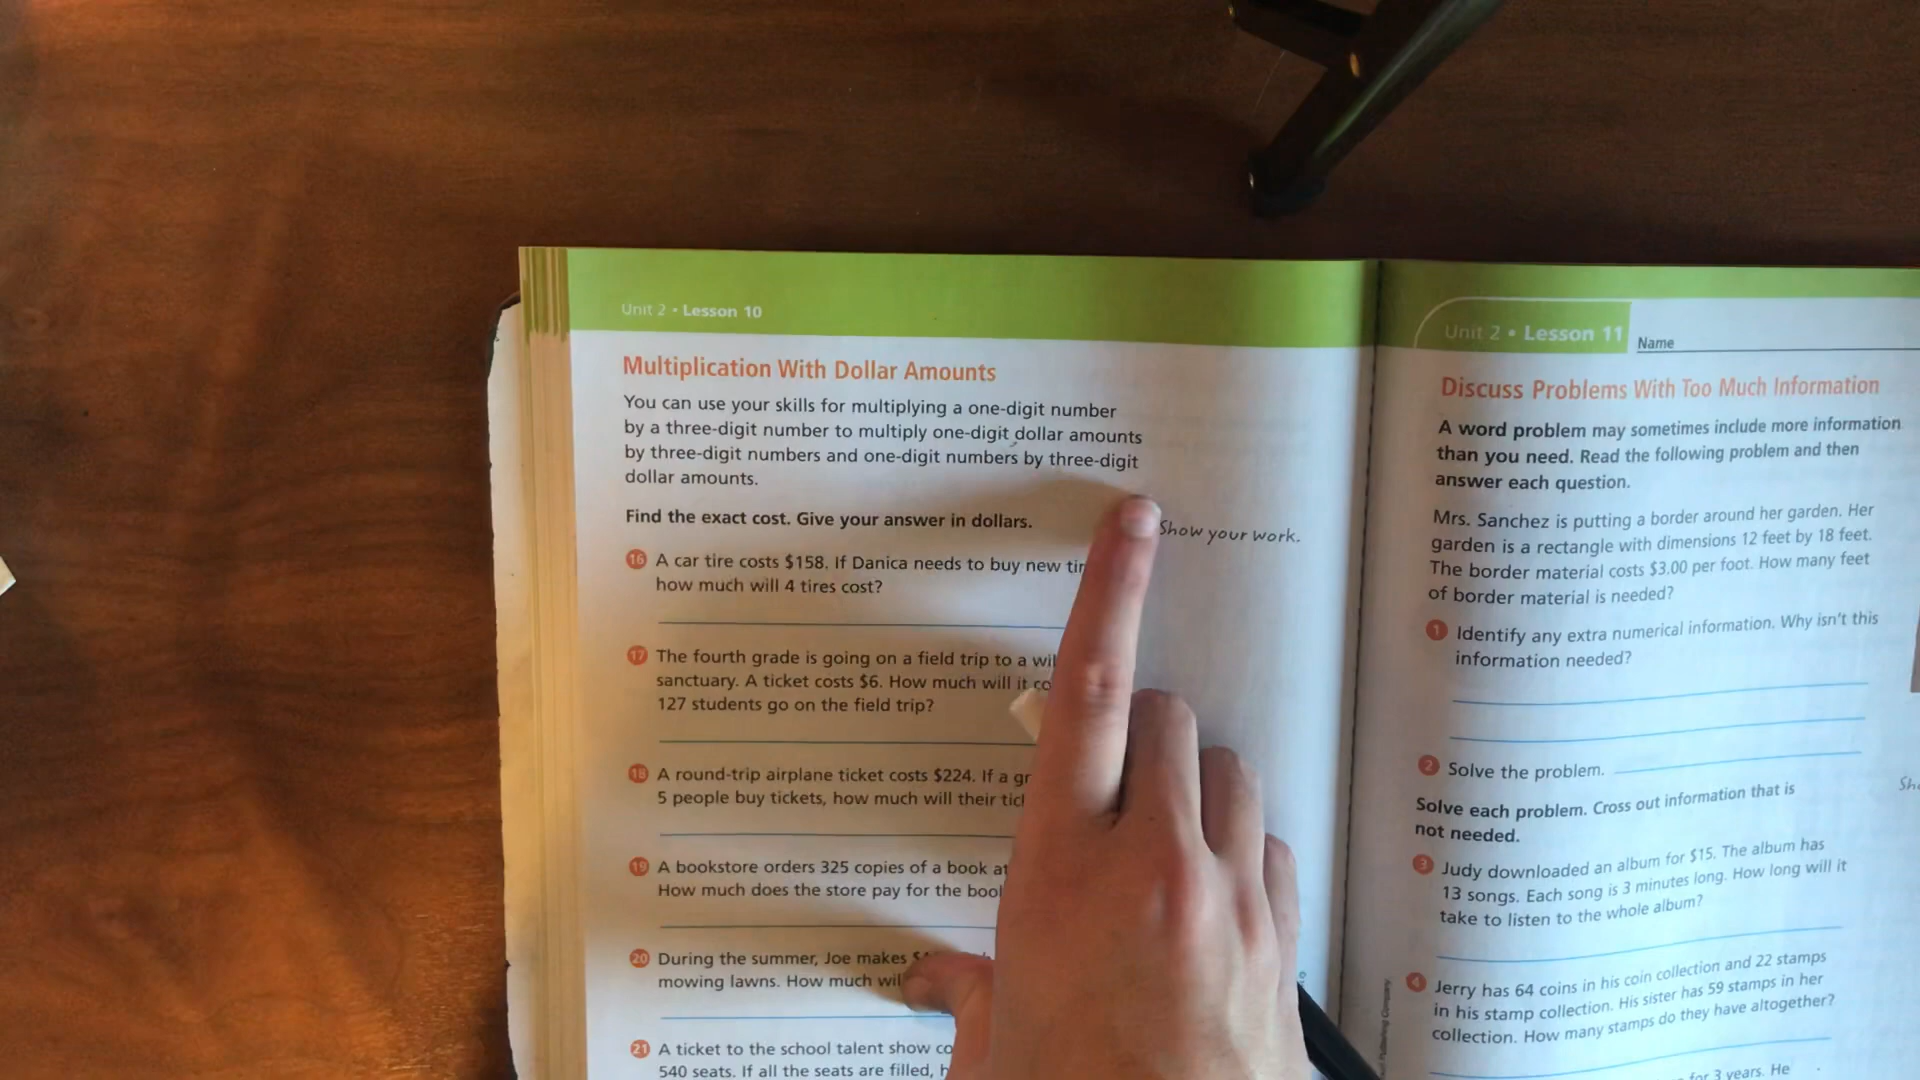 Unit 2 • Lesson 10
Multiplication With Dollar Amounts
You can use your skills for multiplying a one-digit number
by a three-digit number to multiply one-digit dollar amounts
by three-digit numbers and one-digit numbers by three-digit
dollar amounts.
Find the exact cost. Give your answer in dollars.
Show your work.
16 A car tire costs $158. If Danica needs to buy new
how much will 4 tires cost?
17 The fourth grade is going on a field trip to a
sanctuary. A ticket costs $6. How much will it
127 students go on the field trip?
18 A round-trip airplane ticket costs $224. If a
5 people buy tickets, how much will their
19 A bookstore orders 325 copies of a book
How much does the store pay for the
20 During the summer, Joe makes
mowing lawns. How much
21 A ticket to the school talent show
540 seats. If all the seats are filled,
Unit 2 • Lesson 11
Name
Discuss Problems With Too Much Information
A word problem may sometimes include more information
than you need. Read the following problem and then
answer each question.
Mrs. Sanchez is putting a border around her garden. Her
garden is a rectangle with dimensions 12 feet by 18 feet.
The border material costs $3.00 per foot. How many feet
of border material is needed?
1 Identify any extra numerical information. Why isn't this
information needed?
2 Solve the problem.
Solve each problem. Cross out information that is
not needed.
3 Judy downloaded an album for $15. The album has
13 songs. Each song is 3 minutes long. How long will it
take to listen to the whole album?
4 Jerry has 64 coins in his coin collection and 22 stamps
in his stamp collection. His sister has 59 stamps in her
collection. How many stamps do they have altogether?
for 3 years. He
Publishing Company